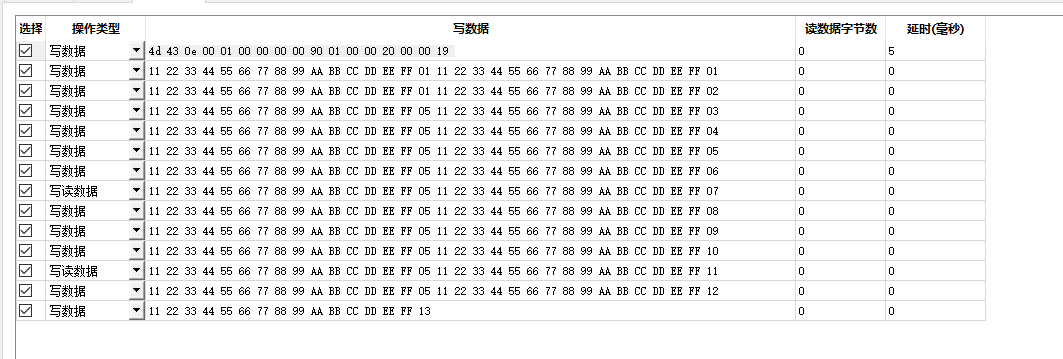 选择 操作类型 写数据 读数据字节数 延时(毫秒)
写数据 4d 43 0e 00 01 00 00 00 00 90 01 00 00 20 00 00 19 0 5
写数据 11 22 33 44 55 66 77 88 99 AA BB CC DD EE FF 01 11 22 33 44 55 66 77 88 99 AA BB CC DD EE FF 01 0 0
写数据 11 22 33 44 55 66 77 88 99 AA BB CC DD EE FF 01 11 22 33 44 55 66 77 88 99 AA BB CC DD EE FF 02 0 0
写数据 11 22 33 44 55 66 77 88 99 AA BB CC DD EE FF 05 11 22 33 44 55 66 77 88 99 AA BB CC DD EE FF 03 0 0
写数据 11 22 33 44 55 66 77 88 99 AA BB CC DD EE FF 05 11 22 33 44 55 66 77 88 99 AA BB CC DD EE FF 04 0 0
写数据 11 22 33 44 55 66 77 88 99 AA BB CC DD EE FF 05 11 22 33 44 55 66 77 88 99 AA BB CC DD EE FF 05 0 0
写数据 11 22 33 44 55 66 77 88 99 AA BB CC DD EE FF 05 11 22 33 44 55 66 77 88 99 AA BB CC DD EE FF 06 0 0
写读数据 11 22 33 44 55 66 77 88 99 AA BB CC DD EE FF 05 11 22 33 44 55 66 77 88 99 AA BB CC DD EE FF 07 0 0
写数据 11 22 33 44 55 66 77 88 99 AA BB CC DD EE FF 05 11 22 33 44 55 66 77 88 99 AA BB CC DD EE FF 08 0 0
写数据 11 22 33 44 55 66 77 88 99 AA BB CC DD EE FF 05 11 22 33 44 55 66 77 88 99 AA BB CC DD EE FF 09 0 0
写数据 11 22 33 44 55 66 77 88 99 AA BB CC DD EE FF 05 11 22 33 44 55 66 77 88 99 AA BB CC DD EE FF 10 0 0
写读数据 11 22 33 44 55 66 77 88 99 AA BB CC DD EE FF 05 11 22 33 44 55 66 77 88 99 AA BB CC DD EE FF 11 0 0
写数据 11 22 33 44 55 66 77 88 99 AA BB CC DD EE FF 05 11 22 33 44 55 66 77 88 99 AA BB CC DD EE FF 12 0 0
写数据 11 22 33 44 55 66 77 88 99 AA BB CC DD EE FF 13 0 0